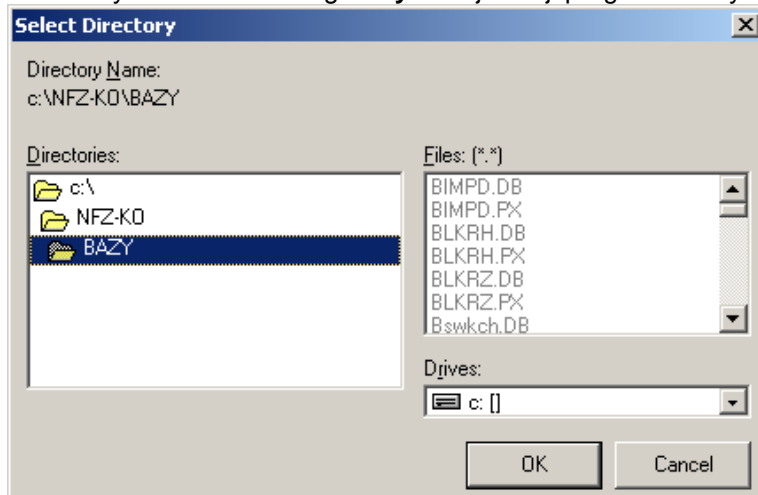 Select Directory
Directory Name:
c:\NFZ-KO\BAZY
Directories:
c:\
NFZ-KO
BAZY
Files: (*.*)
BIMPD.DB
BIMPD.PX
BLKRH.DB
BLKRH.PX
BLKRZ.DB
BLKRZ.PX
Bswkch.DB
Drives:
c: []
OK
Cancel